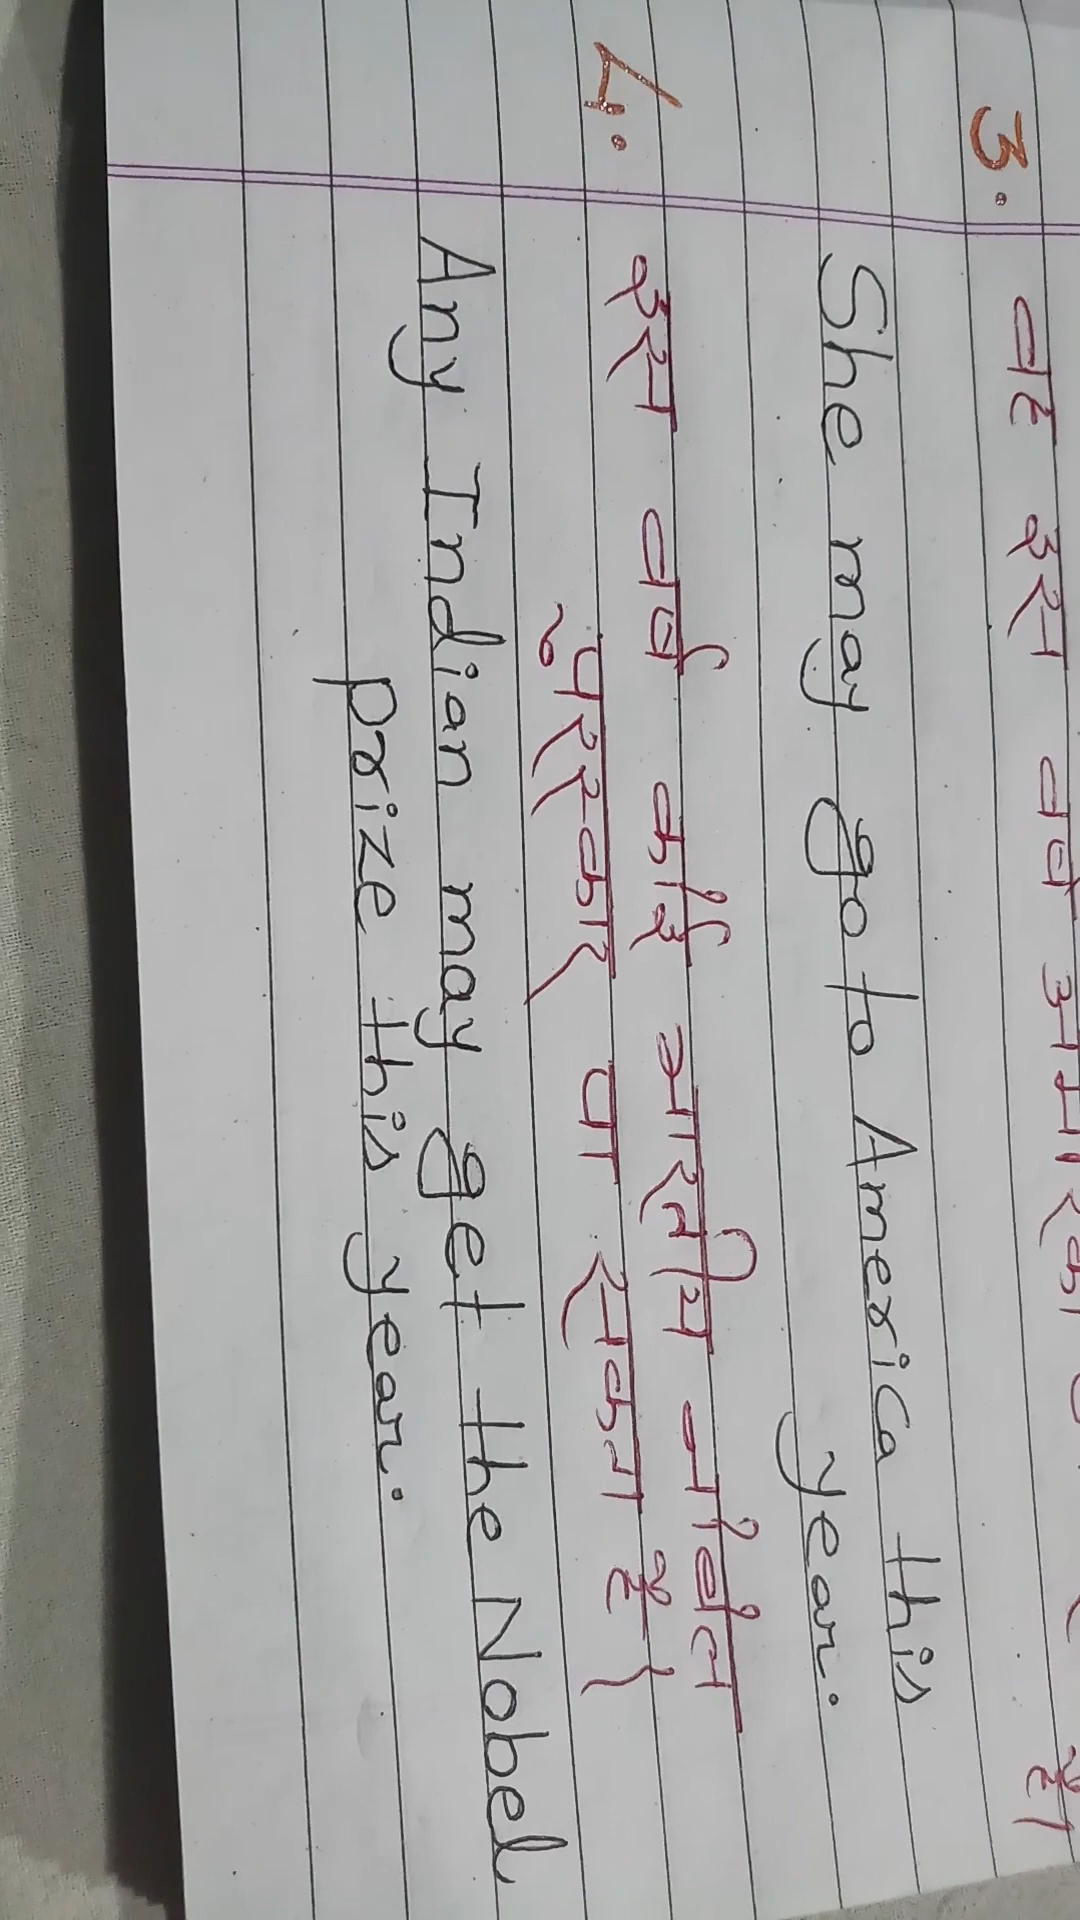 3. वह इस वर्ष अमेरिका
She may go to America this
year.
4. इस वर्ष कोई भारतीय नोबेल
पुरस्कार पा सकता है।
Any Indian may get the Nobel
prize this year.